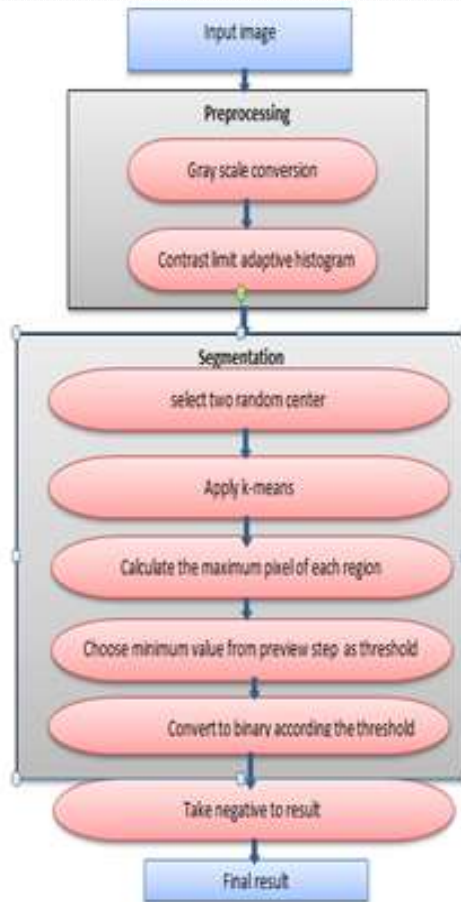 Input image
Preprocessing
Gray scale conversion
Contrast limit adaptive histogram
Segmentation
select two random center
Apply k-means
Calculate the maximum pixel of each region
Choose minimum value from preview step as threshold
Convert to binary according the threshold
Take negative to result
Final result